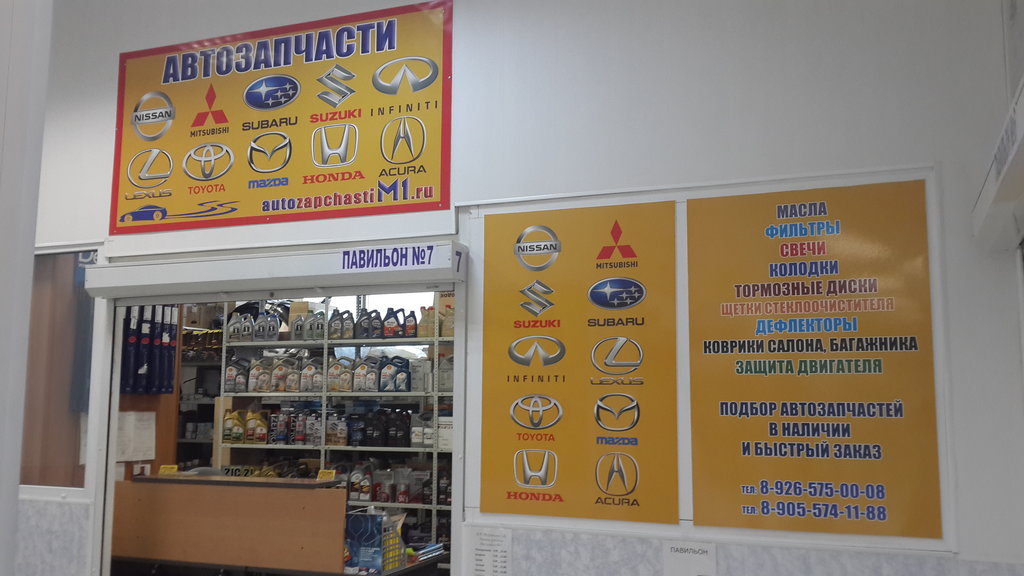 АВТОЗАПЧАСТИ
NISSAN
MITSUBISHI
SUBARU
SUZUKI
INFINITI
LEXUS
TOYOTA
mazda
HONDA
ACURA
autozapchastiM1.ru
ПАВИЛЬОН №7
7
NISSAN
MITSUBISHI
SUZUKI
SUBARU
INFINITI
LEXUS
TOYOTA
mazda
HONDA
ACURA
МАСЛА
ФИЛЬТРЫ
СВЕЧИ
КОЛОДКИ
ТОРМОЗНЫЕ ДИСКИ
ЩЕТКИ СТЕКЛООЧИСТИТЕЛЯ
ДЕФЛЕКТОРЫ
КОВРИКИ САЛОНА, БАГАЖНИКА
ЗАЩИТА ДВИГАТЕЛЯ
ПОДБОР АВТОЗАПЧАСТЕЙ
В НАЛИЧИИ
И БЫСТРЫЙ ЗАКАЗ
ТЕЛ: 8-926-575-00-08
ТЕЛ: 8-905-574-11-88
ZIC
ПАВИЛЬОН